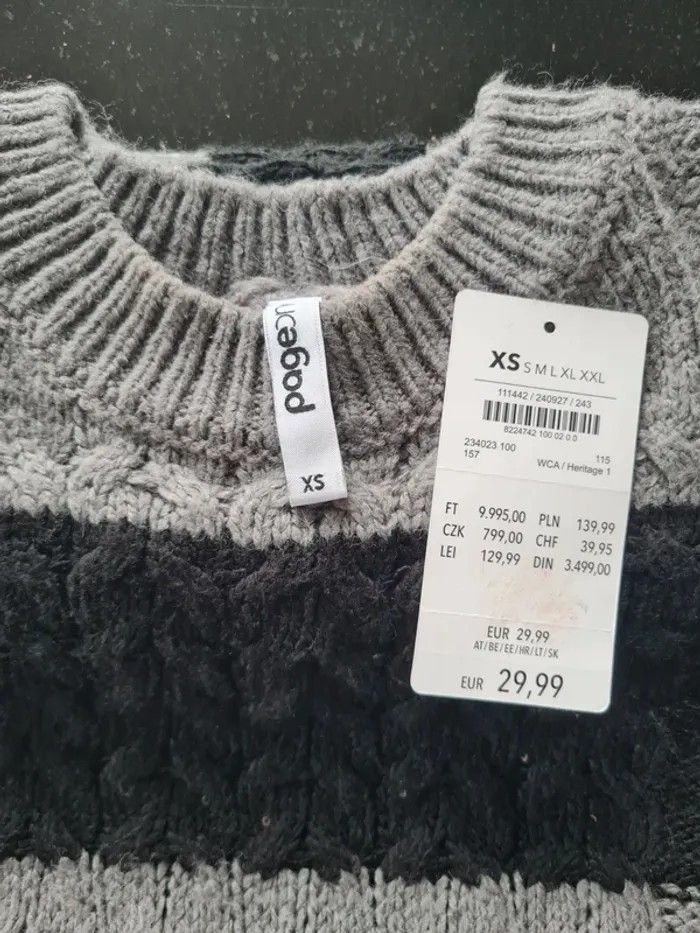 pageon
XS
XS S M L XL XXL
111442 / 240927 / 243
8224742 100 02 0 0
234023 100
115
157
WCA / Heritage 1
FT 9.995,00 PLN 139,99
CZK 799,00 CHF 39,95
LEI 129,99 DIN 3.499,00
EUR 29,99
AT/BE/EE/HR/LT/SK
EUR 29,99